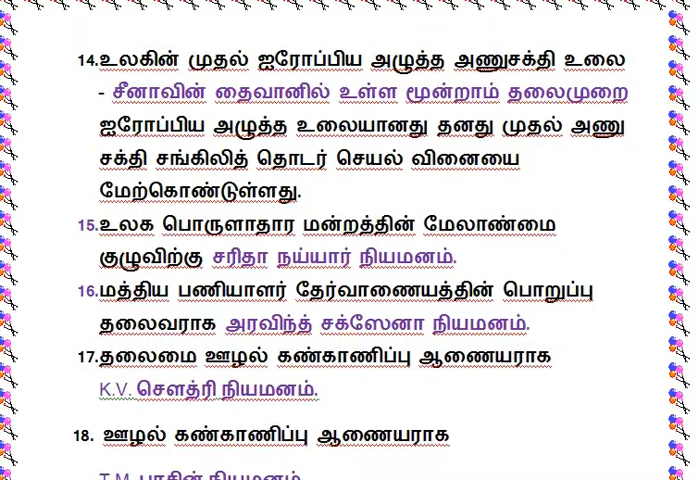 14.உலகின் முதல் ஐரோப்பிய அழுத்த அணுசக்தி உலை
- சீனாவின் தைவானில் உள்ள மூன்றாம் தலைமுறை
ஐரோப்பிய அழுத்த உலையானது தனது முதல் அணு
சக்தி சங்கிலித் தொடர் செயல் வினையை
மேற்கொண்டுள்ளது.
15.உலக பொருளாதார மன்றத்தின் மேலாண்மை
குழுவிற்கு சரிதா நய்யார் நியமனம்.
16.மத்திய பணியாளர் தேர்வாணையத்தின் பொறுப்பு
தலைவராக அரவிந்த் சக்ஸேனா நியமனம்.
17.தலைமை ஊழல் கண்காணிப்பு ஆணையராக
K.V. சௌத்ரி நியமனம்.
18. ஊழல் கண்காணிப்பு ஆணையராக
T.M. பாசின் நியமனம்